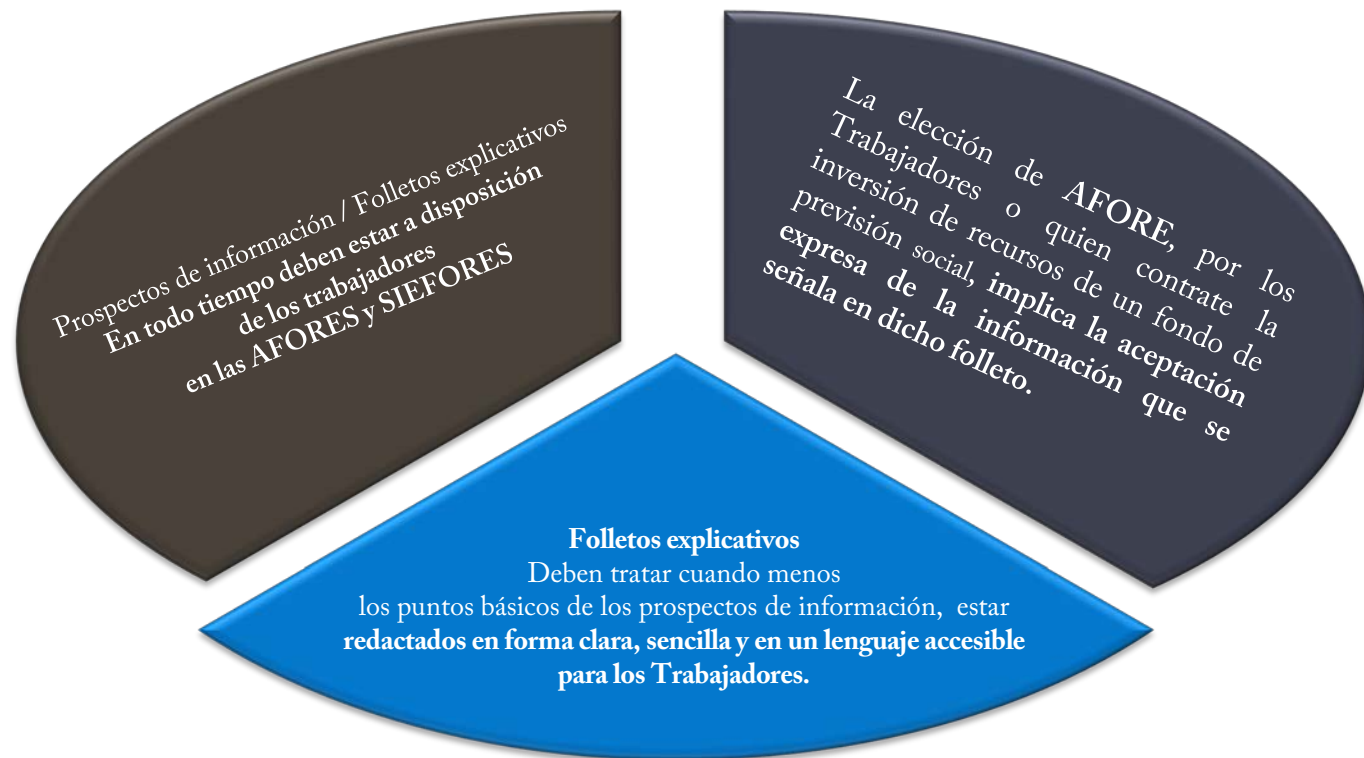 Prospectos de información / Folletos explicativos
En todo tiempo deben estar a disposición
de los trabajadores
en las AFORES y SIEFORES
La elección de AFORE, por los
Trabajadores o quien contrate la
inversión de recursos de un fondo de
previsión social, implica la aceptación
expresa de la información que se
señala en dicho folleto.
Folletos explicativos
Deben tratar cuando menos
los puntos básicos de los prospectos de información, estar
redactados en forma clara, sencilla y en un lenguaje accesible
para los Trabajadores.